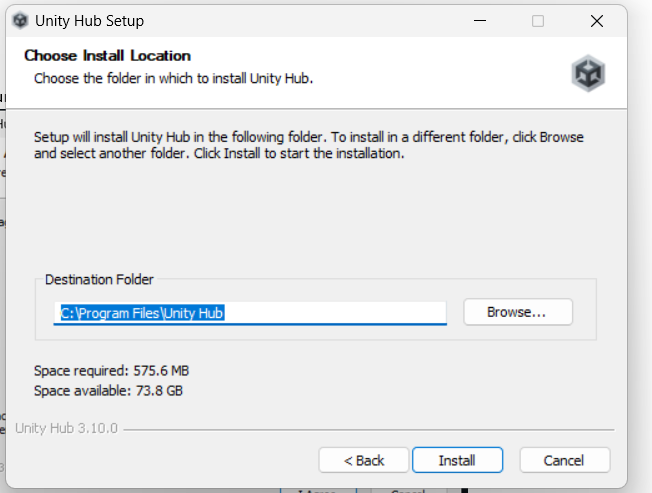 Unity Hub Setup
Choose Install Location
Choose the folder in which to install Unity Hub.
Setup will install Unity Hub in the following folder. To install in a different folder, click Browse
and select another folder. Click Install to start the installation.
Destination Folder
C:\Program Files\Unity Hub
Browse...
Space required: 575.6 MB
Space available: 73.8 GB
Unity Hub 3.10.0
< Back
Install
Cancel